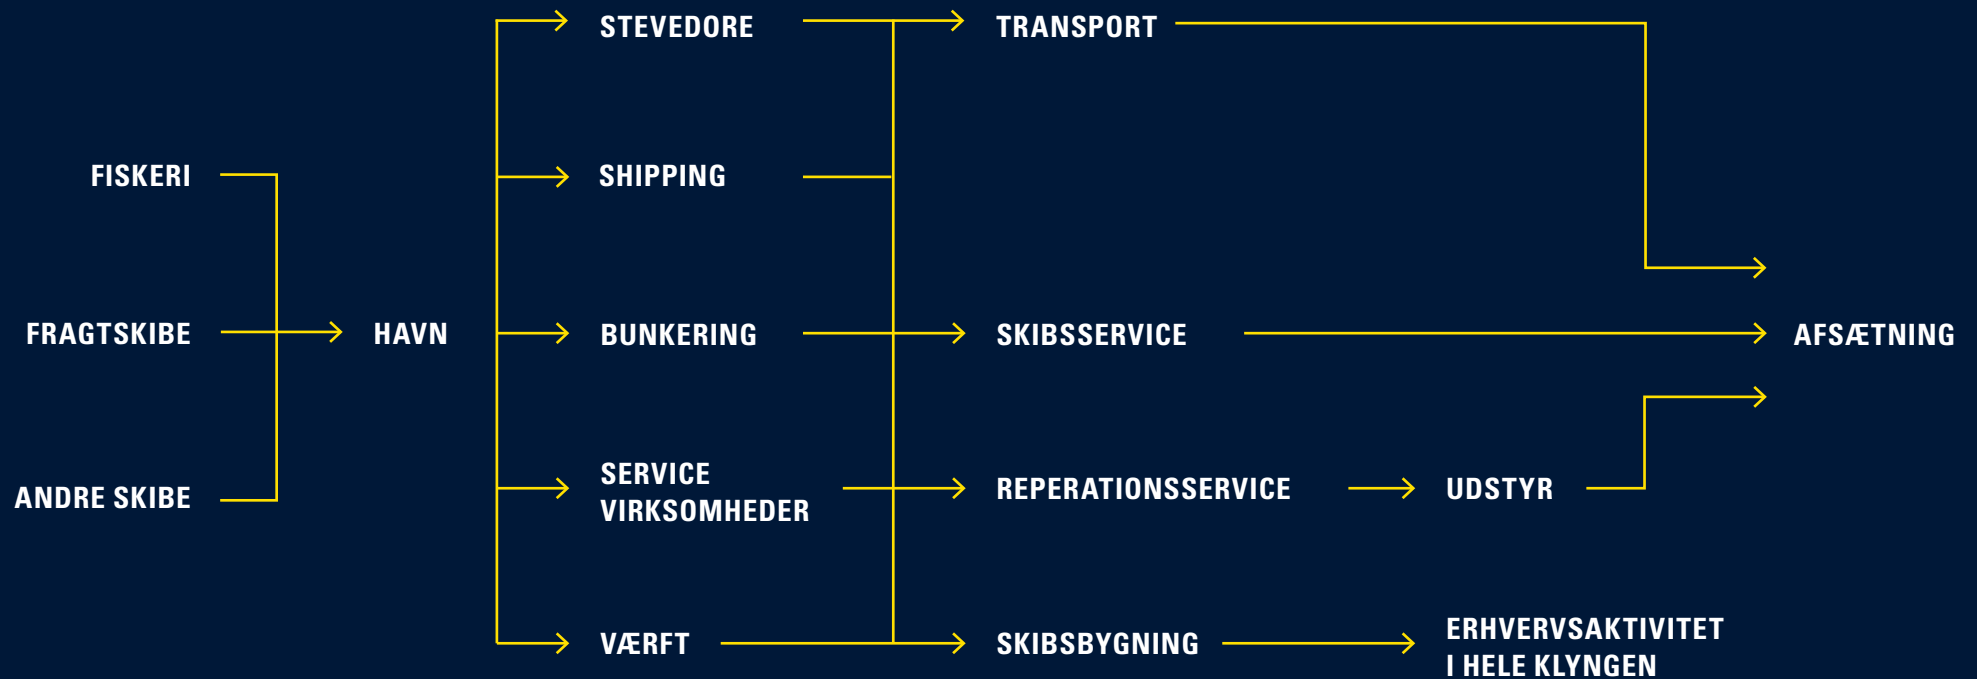 FISKERI
FRAGTSKIBE
ANDRE SKIBE
HAVN
STEVEDORE
SHIPPING
BUNKERING
SERVICE
VIRKSOMHEDER
VÆRFT
TRANSPORT
SKIBSSERVICE
REPERATIONSSERVICE
SKIBSBYGNING
UDSTYR
ERHVERVSAKTIVITET
I HELE KLYNGEN
AFSÆTNING